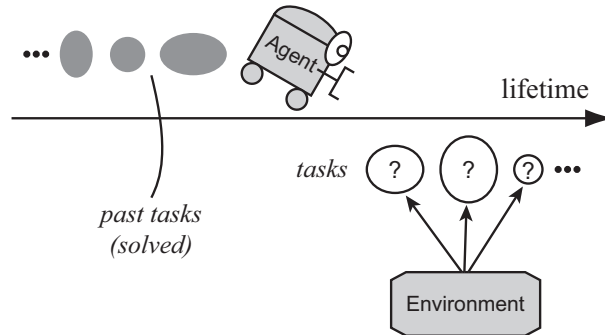 •••
Agent
lifetime
tasks
? ? ? •••
past tasks
(solved)
Environment